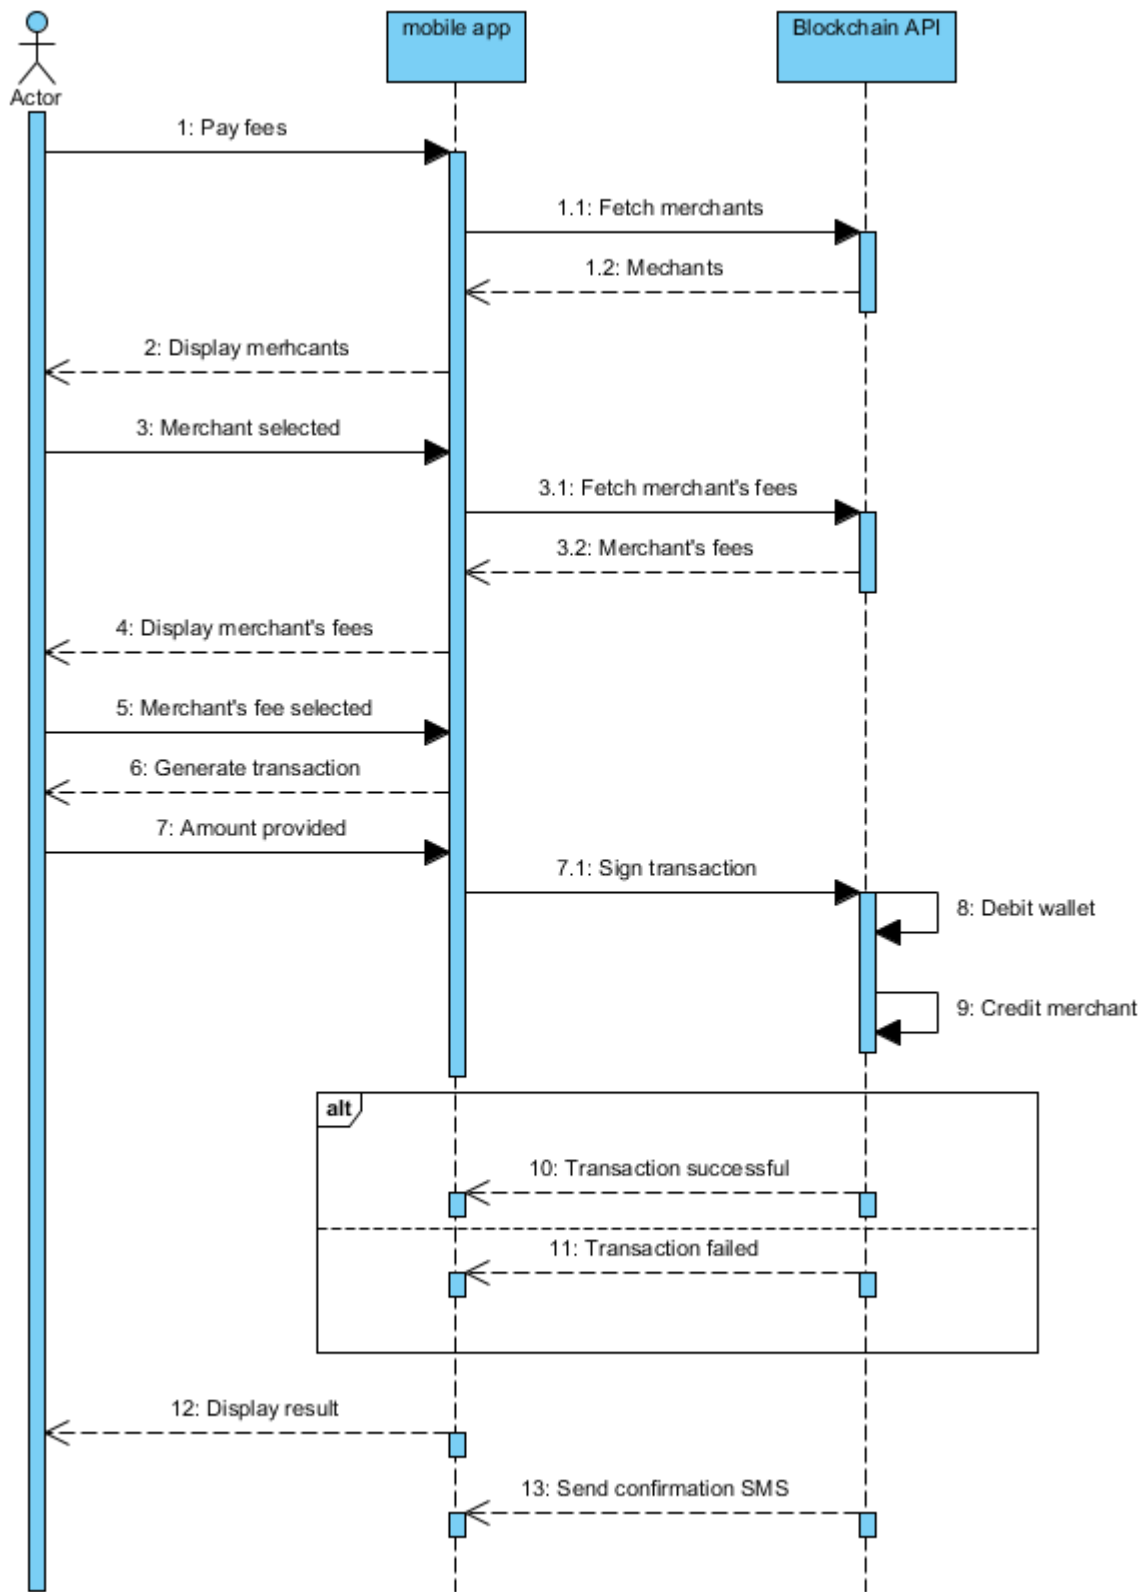 mobile app
Blockchain API
Actor
1: Pay fees
1.1: Fetch merchants
1.2: Mechants
2: Display merhcants
3: Merchant selected
3.1: Fetch merchant's fees
3.2: Merchant's fees
4: Display merchant's fees
5: Merchant's fee selected
6: Generate transaction
7: Amount provided
7.1: Sign transaction
8: Debit wallet
9: Credit merchant
alt
10: Transaction successful
11: Transaction failed
12: Display result
13: Send confirmation SMS